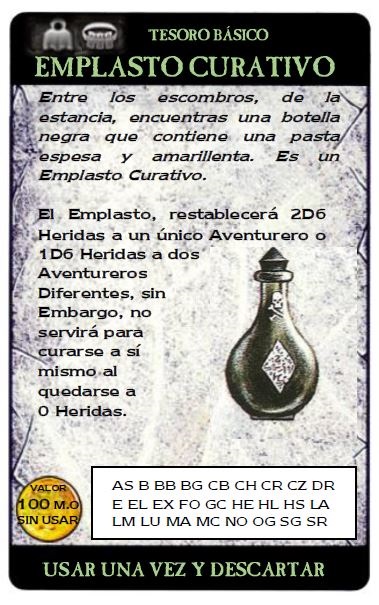 TESORO BÁSICO
EMPLASTO CURATIVO
Entre los escombros, de la
estancia, encuentras una botella
negra que contiene una pasta
espesa y amarillenta. Es un
Emplasto Curativo.
El Emplasto, restablecerá 2D6
Heridas a un único Aventurero o
1D6 Heridas a dos
Aventureros
Diferentes, sin
Embargo, no
servirá para
curarse a sí
mismo al
quedarse a
0 Heridas.
VALOR
100 M.O
SIN USAR
AS B BB BG CB CH CR CZ DR
E EL EX FO GC HE HL HS LA
LM LU MA MC NO OG SG SR
USAR UNA VEZ Y DESCARTAR